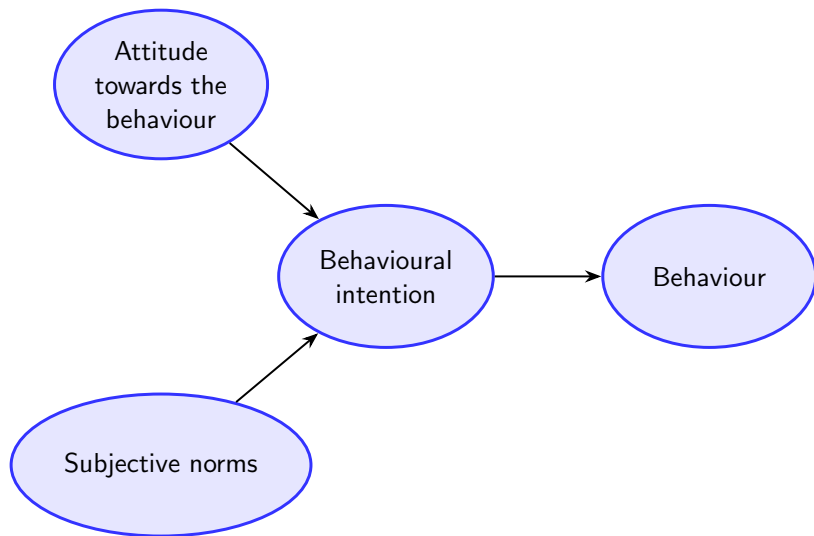 Attitude
towards the
behaviour
Behavioural
intention
Behaviour
Subjective norms